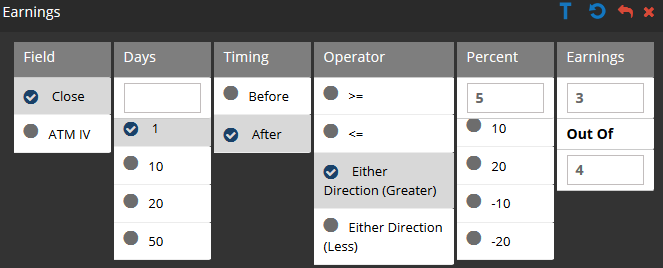 Earnings
Field Days Timing Operator Percent Earnings
Close Before >= 5 3
1 10 Out Of
ATM IV After <=
10 20 4
Either
Direction (Greater)
20 -10
50 Either Direction
(Less) -20